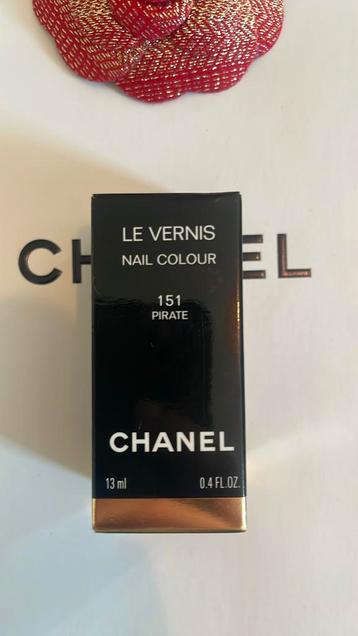 LE VERNIS
NAIL COLOUR
151
PIRATE
CHANEL
13 ml 0.4 FL.OZ.